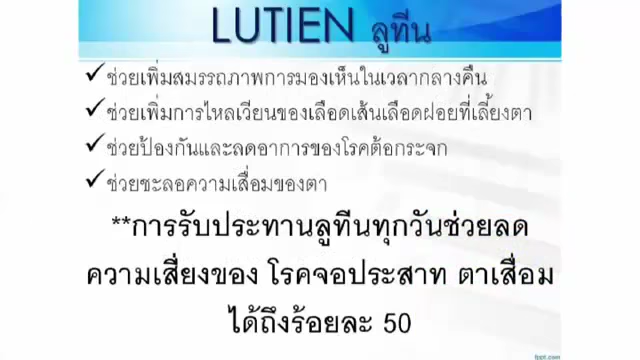 LUTIEN ลูทีน
✓ช่วยเพิ่มสมรรถภาพการมองเห็นในเวลากลางคืน
✓ช่วยเพิ่มการไหลเวียนของเลือดเส้นเลือดฝอยที่เลี้ยงตา
✓ช่วยป้องกันและลดอาการของโรคต้อกระจก
✓ช่วยชะลอความเสื่อมของตา
**การรับประทานลูทีนทุกวันช่วยลด
ความเสี่ยงของ โรคจอประสาท ตาเสื่อม
ได้ถึงร้อยละ 50
fppt.com